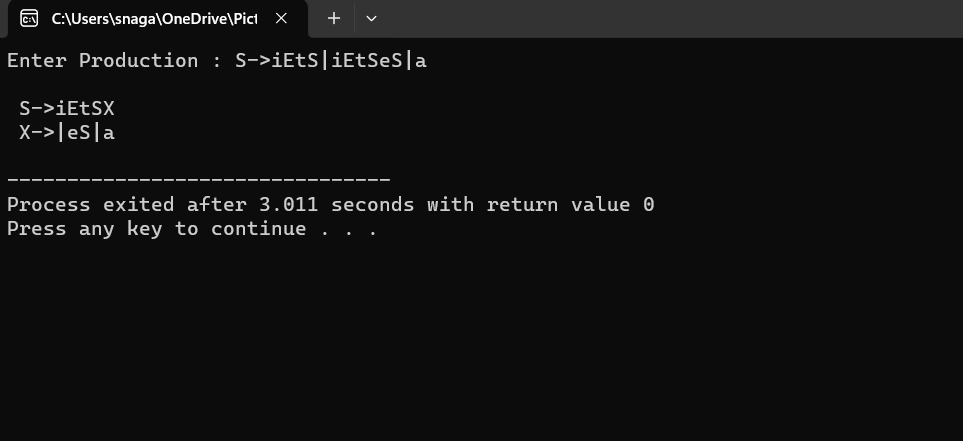 C:\Users\snaga\OneDrive\Pict
Enter Production : S->iEtS|iEtSeS|a
S->iEtSX
X->|eS|a
--------------------------------
Process exited after 3.011 seconds with return value 0
Press any key to continue . . .